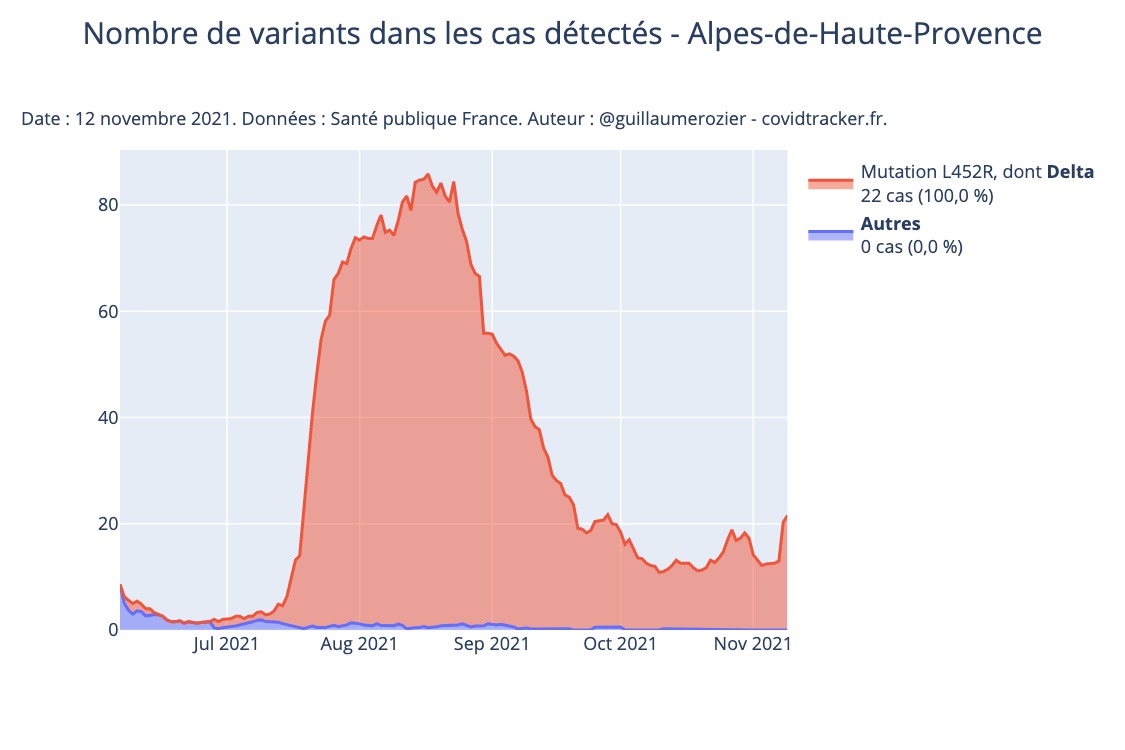 Nombre de variants dans les cas détectés - Alpes-de-Haute-Provence
Date : 12 novembre 2021. Données : Santé publique France. Auteur : @guillaumerozier - covidtracker.fr.
Mutation L452R, dont Delta
22 cas (100,0 %)
Autres
0 cas (0,0 %)
80
60
40
20
0
Jul 2021 Aug 2021 Sep 2021 Oct 2021 Nov 2021